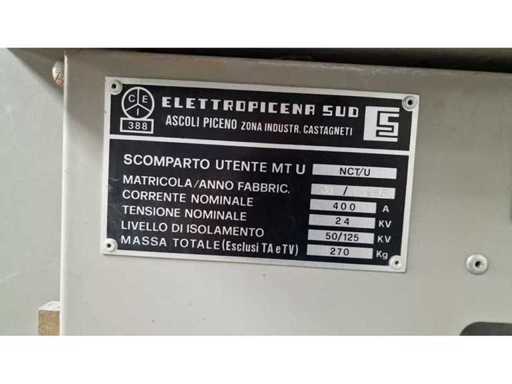 C E I
388
ELETTROPICENA SUD
ASCOLI PICENO ZONA INDUSTR. CASTAGNETI
SCOMPARTO UTENTE MT U NCT/U
MATRICOLA/ANNO FABBRIC. /
CORRENTE NOMINALE 400 A
TENSIONE NOMINALE 24 KV
LIVELLO DI ISOLAMENTO 50/125 KV
MASSA TOTALE (Esclusi TA e TV) 270 Kg